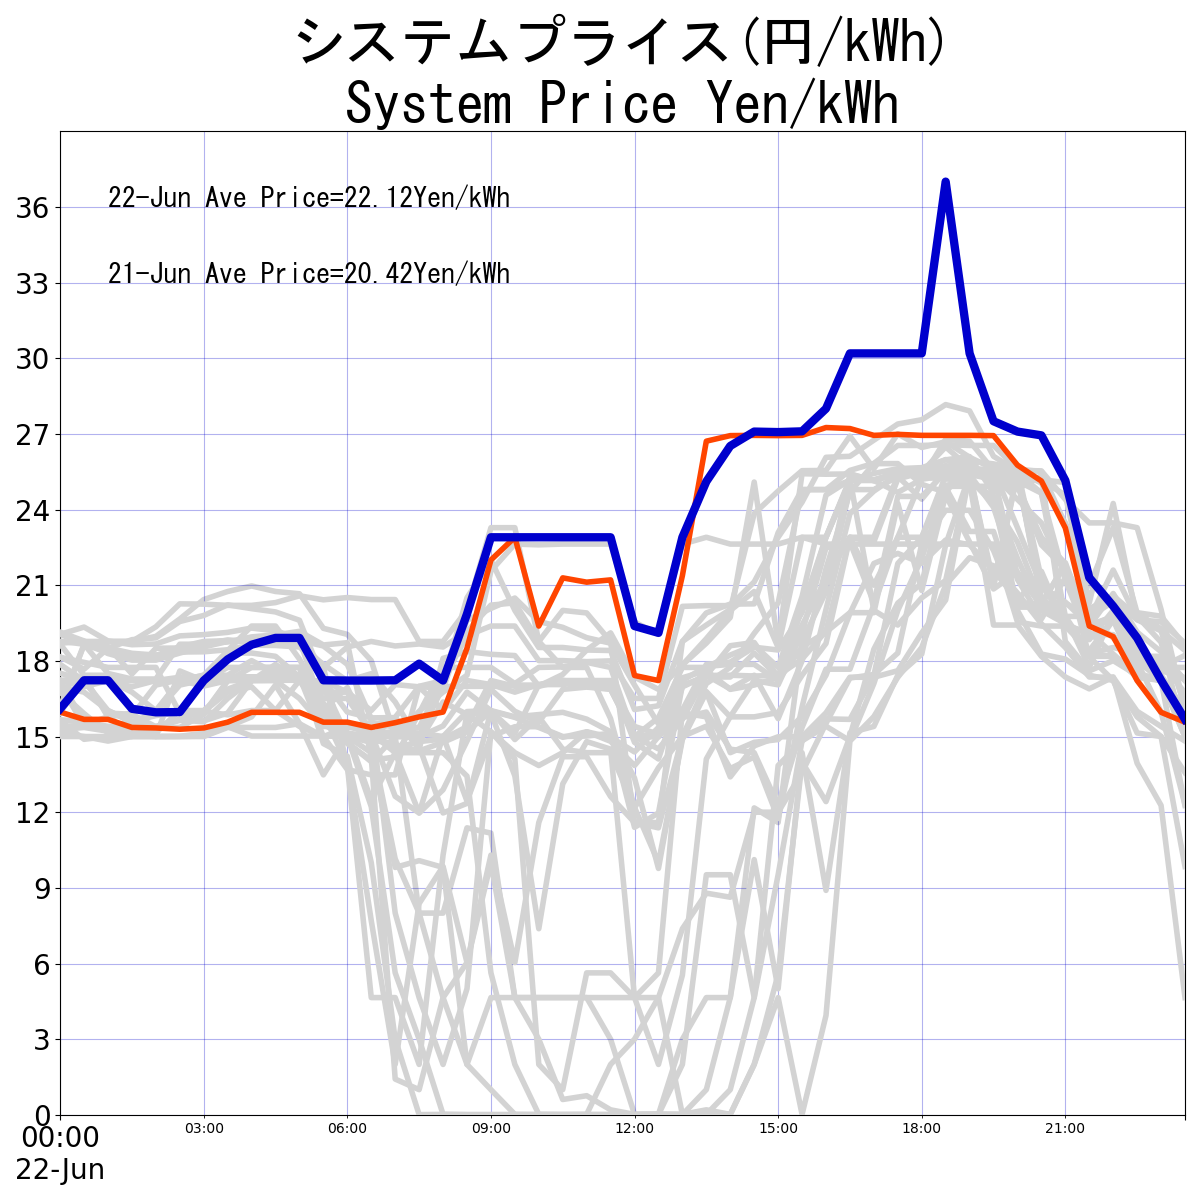 システムプライス(円/kWh)
System Price Yen/kWh
22-Jun Ave Price=22.12Yen/kWh
21-Jun Ave Price=20.42Yen/kWh
36
33
30
27
24
21
18
15
12
9
6
3
0
00:00 03:00 06:00 09:00 12:00 15:00 18:00 21:00
22-Jun